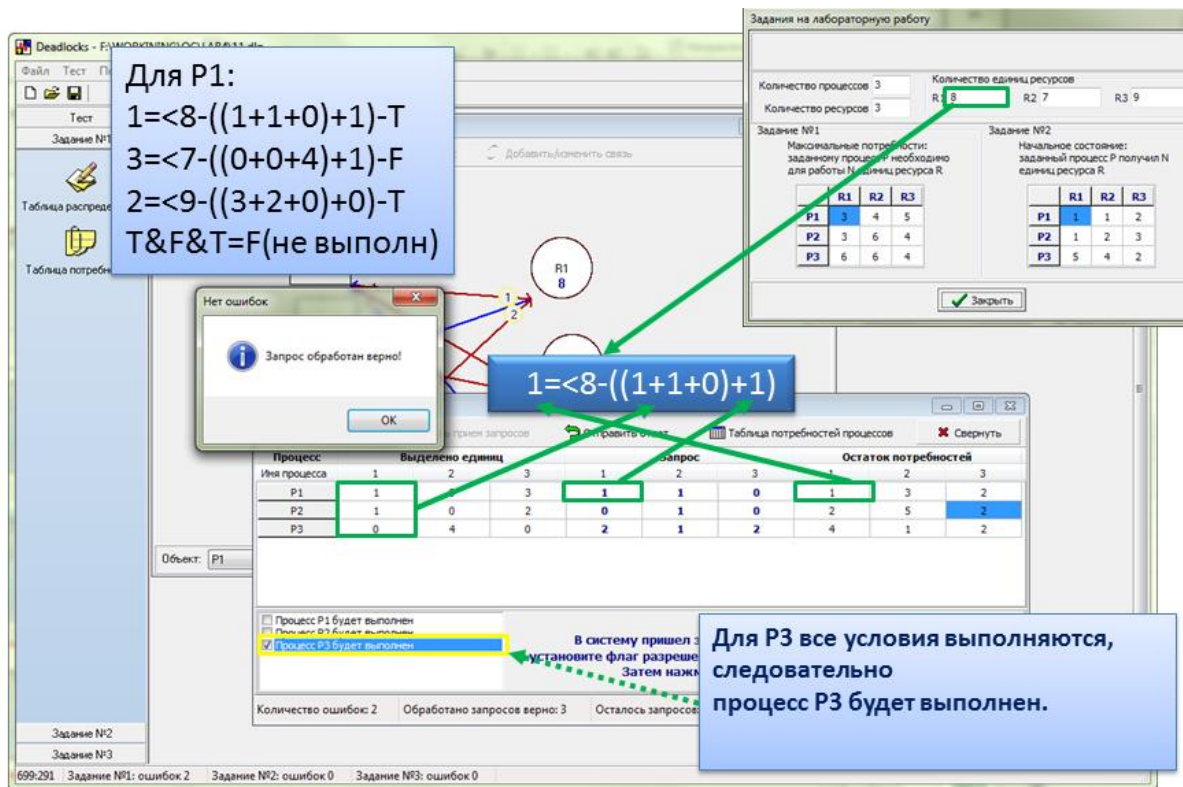 Задания на лабораторную работу
Количество процессов 3
Количество ресурсов 3
Количество единиц ресурсов
R1 8 R2 7 R3 9
Задание №1
Максимальные потребности:
заданному процессу P необходимо
для работы N единиц ресурса R
R1 R2 R3
P1 3 4 5
P2 3 6 4
P3 6 6 4
Задание №2
Начальное состояние:
заданный процесс P получил N
единиц ресурса R
R1 R2 R3
P1 1 1 2
P2 1 2 3
P3 5 4 2
Закрыть
Deadlocks - F:\WORK
Файл Тест
Тест
Задание №1
Таблица распреде
Таблица потребн
Для P1:
1=<8-((1+1+0)+1)-T
3=<7-((0+0+4)+1)-F
2=<9-((3+2+0)+0)-T
T&F&T=F(не выполн)
Добавить/изменить связь
R1
8
1
2
Нет ошибок
Запрос обработан верно!
OK
1=<8-((1+1+0)+1)
прием запросов Отправить ответ Таблица потребностей процессов Свернуть
Процесс Выделено единиц Запрос Остаток потребностей
Имя процесса 1 2 3 1 2 3 1 2 3
P1 1 3 1 1 0 1 3 2
P2 1 0 2 0 1 0 2 5 2
P3 0 4 0 2 1 2 4 1 2
Объект: P1
Процесс P1 будет выполнен
Процесс P2 будет выполнен
Процесс P3 будет выполнен
В систему пришел
установите флаг разреше
Затем нажм
Для P3 все условия выполняются,
следовательно
процесс P3 будет выполнен.
Количество ошибок: 2 Обработано запросов верно: 3 Осталось запросов:
Задание №2
Задание №3
699:291 Задание №1: ошибок 2 Задание №2: ошибок 0 Задание №3: ошибок 0